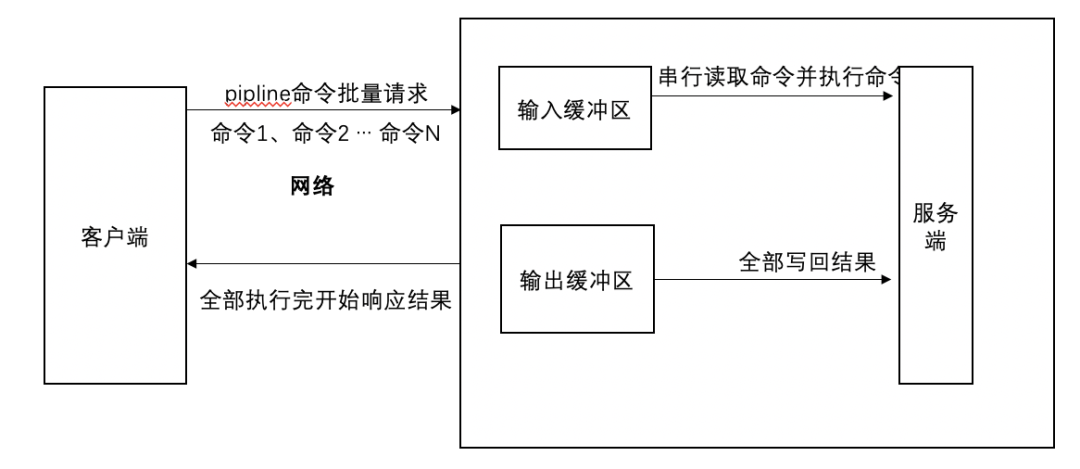 pipline命令批量请求
命令1、命令2 … 命令N
网络
客户端
全部执行完开始响应结果
输入缓冲区
串行读取命令并执行命令
输出缓冲区
全部写回结果
服务
端